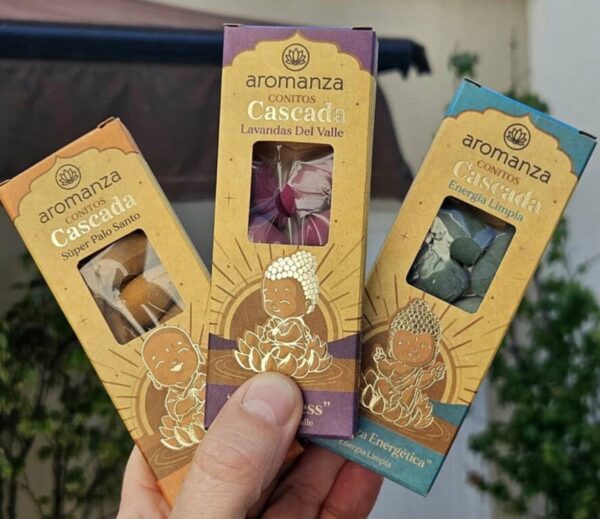 aromanza
CONITOS
Cascada
Súper Palo Santo
aromanza
CONITOS
Cascada
Lavandas Del Valle
aromanza
CONITOS
Cascada
Energía Limpia
Energética"
Energía Limpia